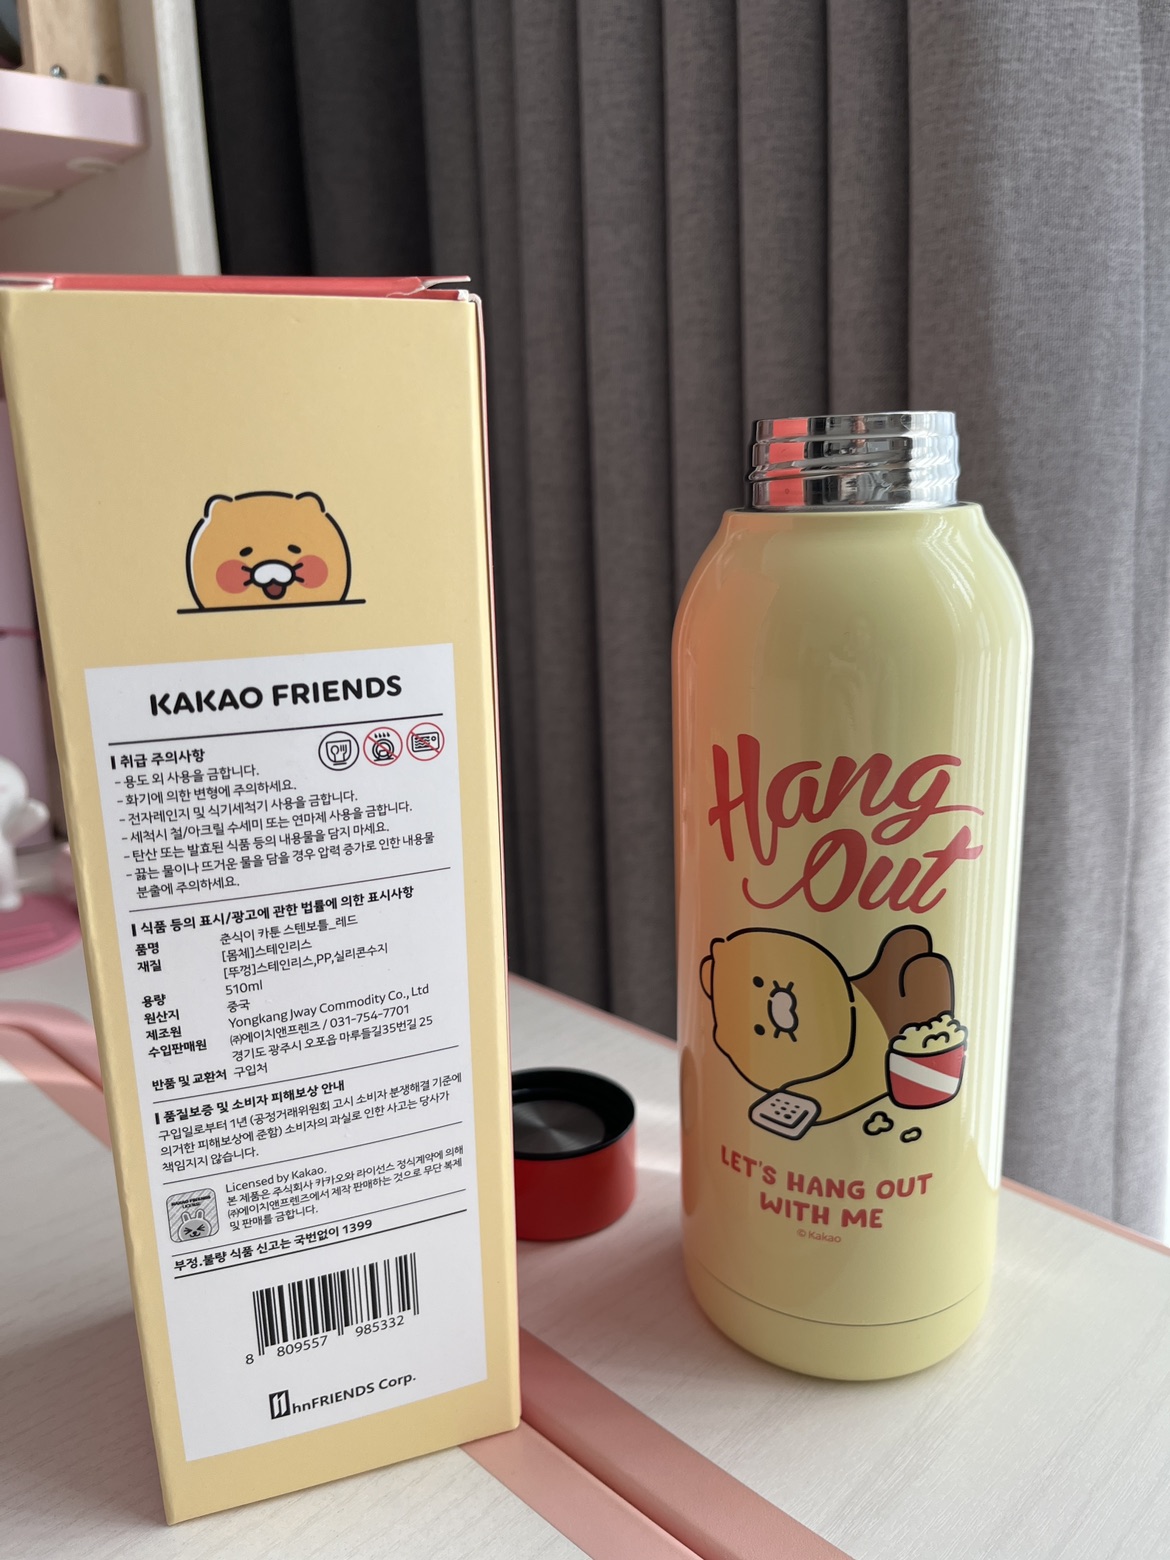 KAKAO FRIENDS
취급 주의사항
- 용도 외 사용을 금합니다.
- 화기에 의한 변형에 주의하세요.
- 전자레인지 및 식기세척기 사용을 금합니다.
- 세척시 철/아크릴 수세미 또는 연마제 사용을 금합니다.
- 탄산 또는 발효된 식품 등의 내용물을 담지 마세요.
- 끓는 물이나 뜨거운 물을 담을 경우 압력 증가로 인한 내용물
분출에 주의하세요.
식품 등의 표시/광고에 관한 법률에 의한 표시사항
품명 춘식이 카툰 스텐보틀_레드
재질 [몸체]스테인리스
[뚜껑]스테인리스,PP,실리콘수지
용량 510ml
원산지 중국
제조원 Yongkang Jway Commodity Co., Ltd
수입판매원 ㈜에이치앤프렌즈 / 031-754-7701
경기도 광주시 오포읍 마루들길35번길 25
반품 및 교환처 구입처
품질보증 및 소비자 피해보상 안내
구입일로부터 1년 (공정거래위원회 고시 소비자 분쟁해결 기준에
의거한 피해보상에 준함) 소비자의 과실로 인한 사고는 당사가
책임지지 않습니다.
Licensed by Kakao.
본 제품은 주식회사 카카오와 라이선스 정식계약에 의해
㈜에이치앤프렌즈에서 제작 판매하는 것으로 무단 복제
및 판매를 금합니다.
KAKAO FRIENDS
부정.불량 식품 신고는 국번없이 1399
8 809557 985332
hnFRIENDS Corp.
Hang
Out
LET'S HANG OUT
WITH ME
© Kakao